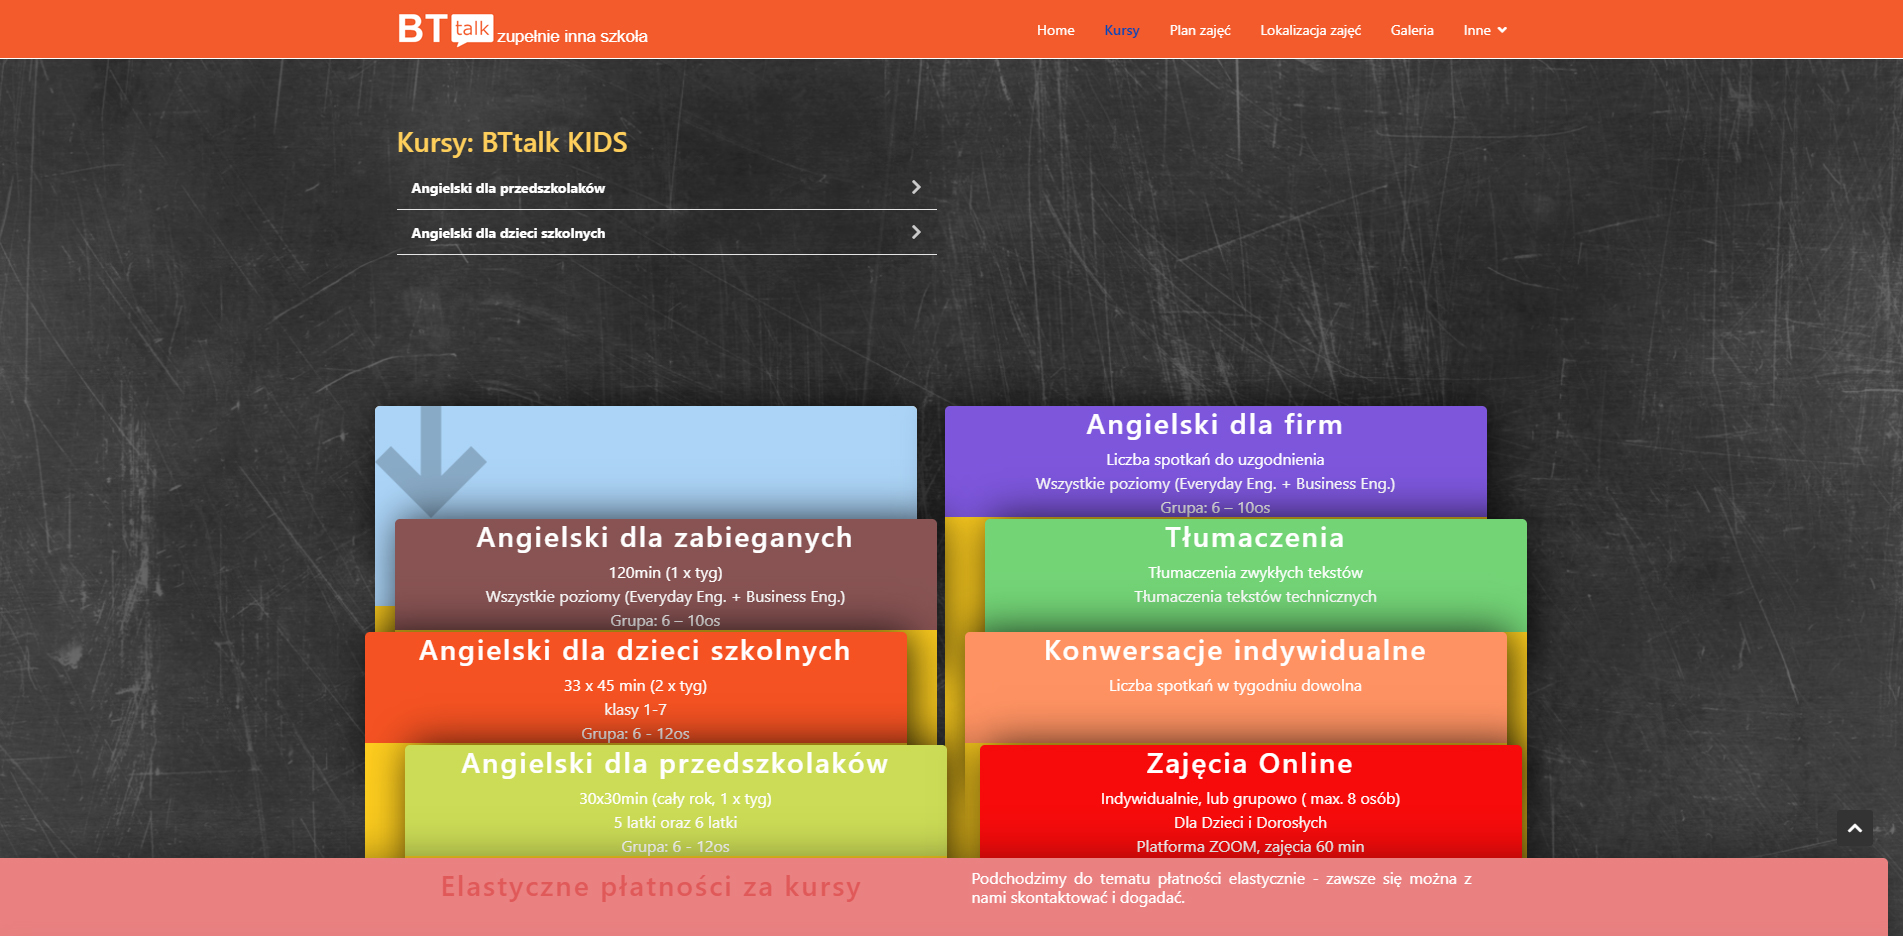 BT talk zupełnie inna szkoła
Home Kursy Plan zajęć Lokalizacja zajęć Galeria Inne
Kursy: BTtalk KIDS
Angielski dla przedszkolaków
Angielski dla dzieci szkolnych
Angielski dla firm
Liczba spotkań do uzgodnienia
Wszystkie poziomy (Everyday Eng. + Business Eng.)
Grupa: 6 – 10os
Angielski dla zabieganych
120min (1 x tyg)
Wszystkie poziomy (Everyday Eng. + Business Eng.)
Grupa: 6 – 10os
Tłumaczenia
Tłumaczenia zwykłych tekstów
Tłumaczenia tekstów technicznych
Angielski dla dzieci szkolnych
33 x 45 min (2 x tyg)
klasy 1-7
Grupa: 6 - 12os
Konwersacje indywidualne
Liczba spotkań w tygodniu dowolna
Angielski dla przedszkolaków
30x30min (cały rok, 1 x tyg)
5 latki oraz 6 latki
Grupa: 6 - 12os
Zajęcia Online
Indywidualnie, lub grupowo ( max. 8 osób)
Dla Dzieci i Dorosłych
Platforma ZOOM, zajęcia 60 min
Elastyczne płatności za kursy
Podchodzimy do tematu płatności elastycznie - zawsze się można z
nami skontaktować i dogadać.